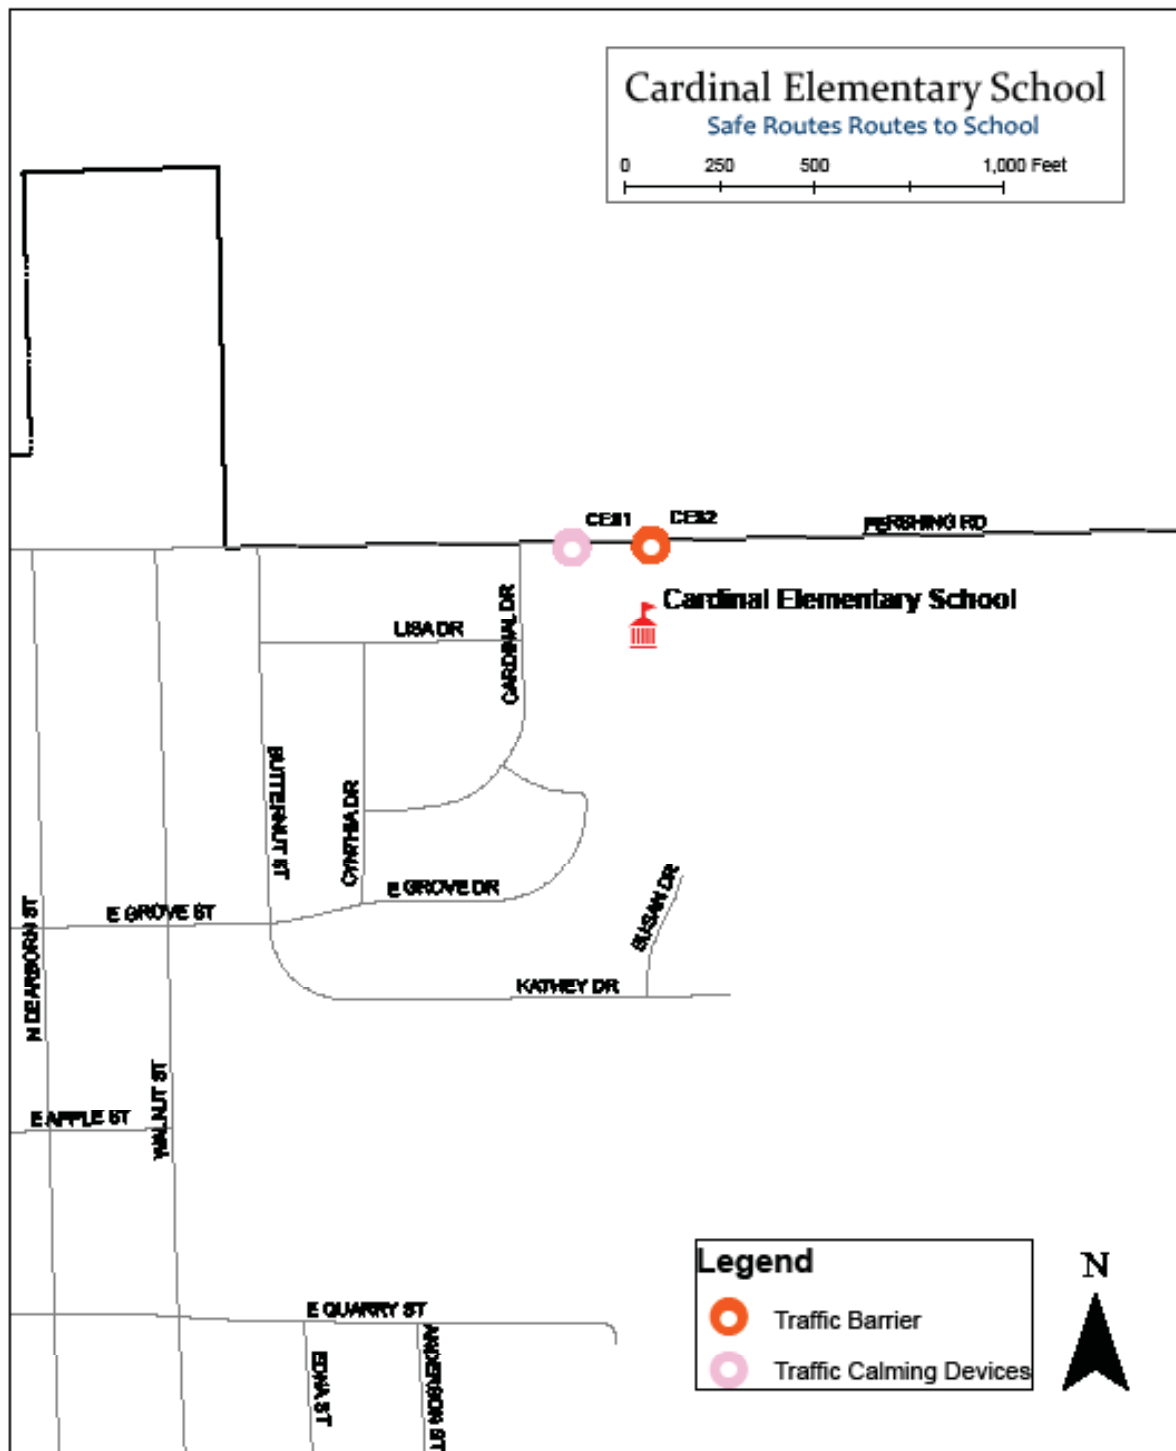 Cardinal Elementary School
Safe Routes Routes to School
0 250 500 1,000 Feet
CES1 CES2 PERSHING RD
Cardinal Elementary School
LISA DR
CARDINAL DR
BUTTERNUT ST
CYNTHIA DR
E GROVE DR
E GROVE ST
SUSAN DR
N DEARBORN ST
KATHEY DR
WALNUT ST
E APPLE ST
E QUARRY ST
EDNA ST
ANDERSON ST
Legend
Traffic Barrier
Traffic Calming Devices
N